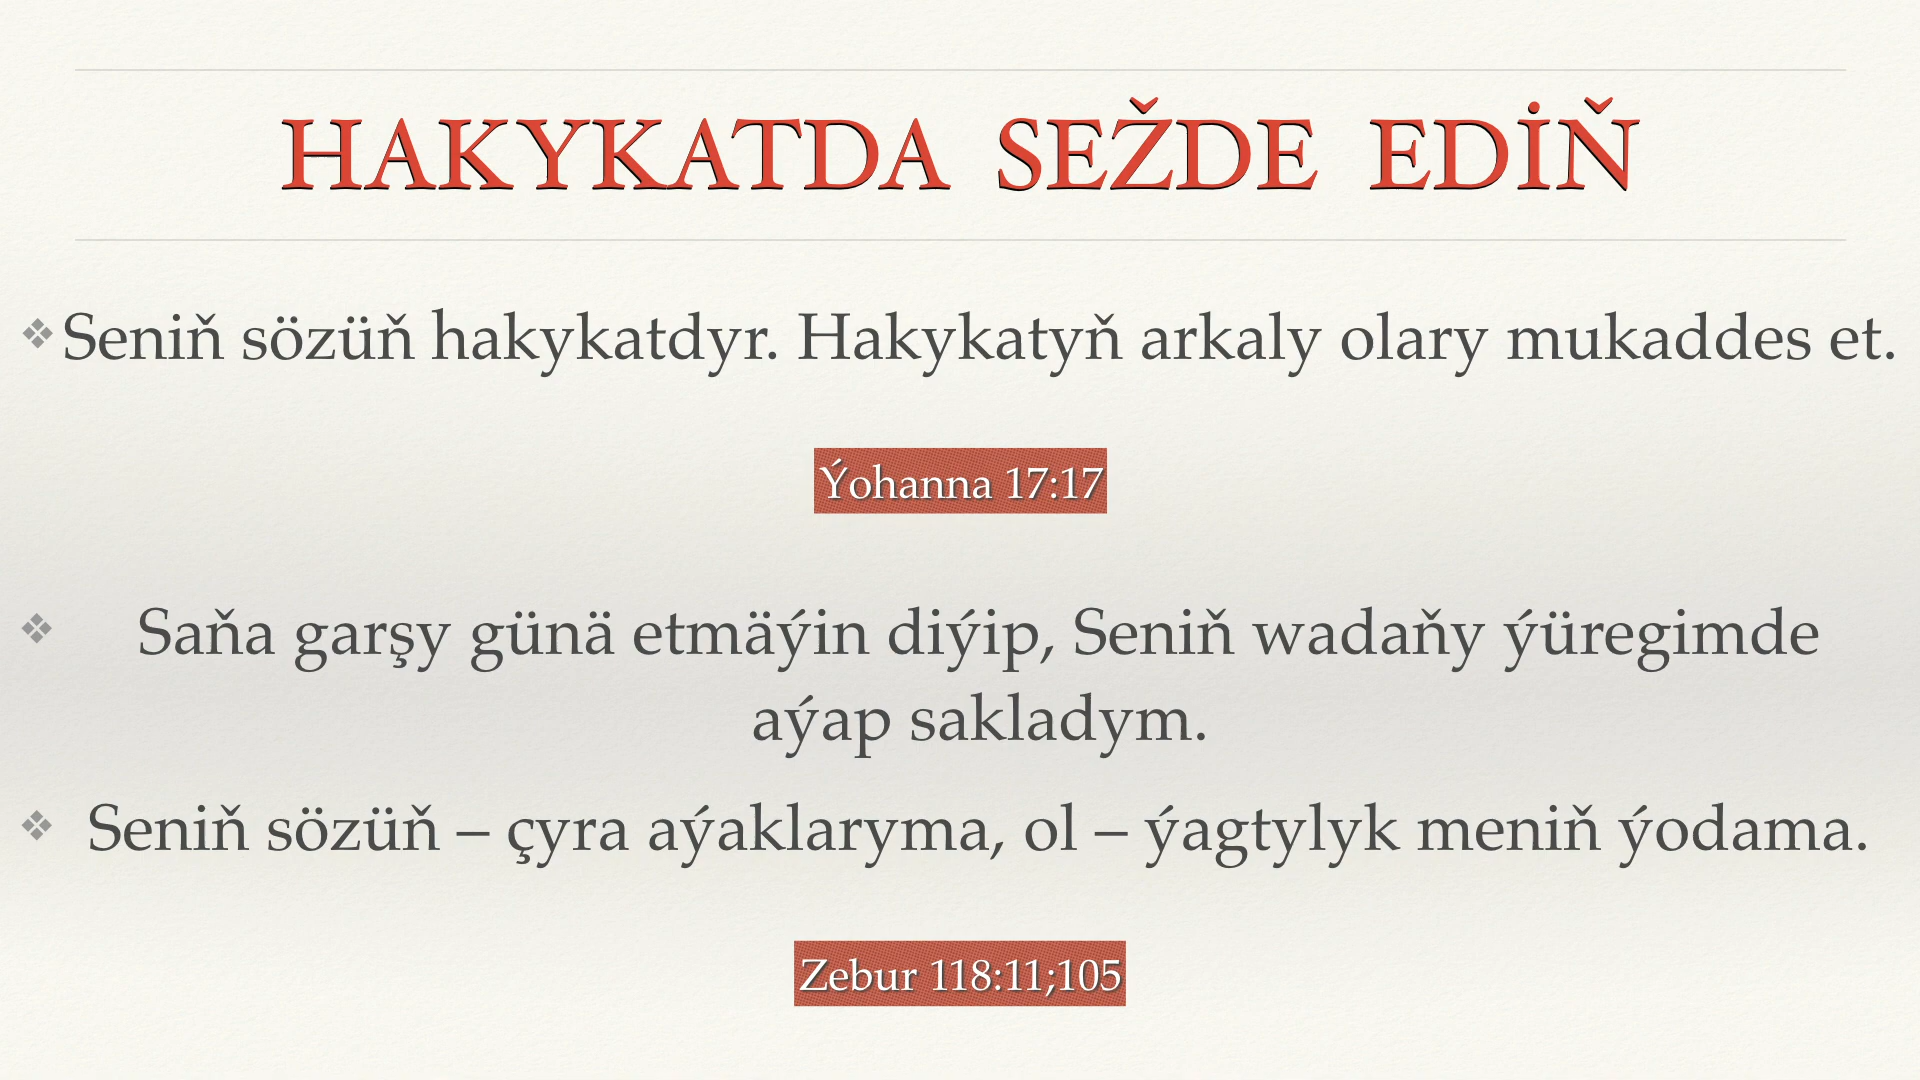 HAKYKATDA SEŽDE EDİŇ
❖ Seniň sözüň hakykatdyr. Hakykatyň arkaly olary mukaddes et.
Ýohanna 17:17
❖ Saňa garşy günä etmäýin diýip, Seniň wadaňy ýüregimde
aýap sakladym.
❖ Seniň sözüň – çyra aýaklaryma, ol – ýagtylyk meniň ýodama.
Zebur 118:11;105